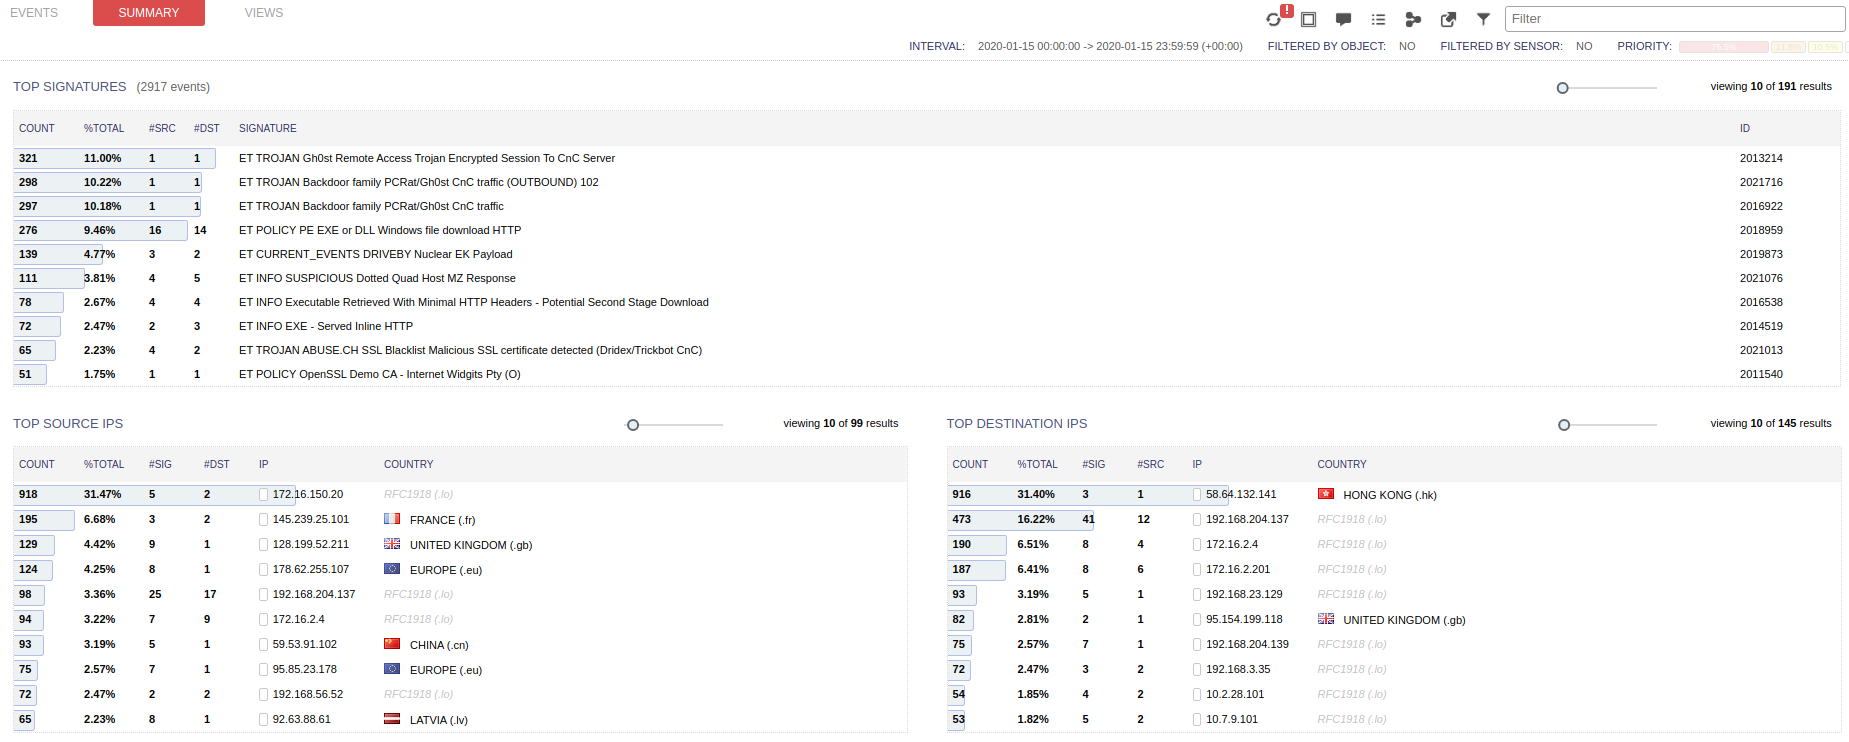 EVENTS SUMMARY VIEWS
! Filter
INTERVAL: 2020-01-15 00:00:00 -> 2020-01-15 23:59:59 (+00:00) FILTERED BY OBJECT: NO FILTERED BY SENSOR: NO PRIORITY:
TOP SIGNATURES (2917 events) viewing 10 of 191 results
COUNT %TOTAL #SRC #DST SIGNATURE ID
321 11.00% 1 1 ET TROJAN Gh0st Remote Access Trojan Encrypted Session To CnC Server 2013214
298 10.22% 1 1 ET TROJAN Backdoor family PCRat/Gh0st CnC traffic (OUTBOUND) 102 2021716
297 10.18% 1 1 ET TROJAN Backdoor family PCRat/Gh0st CnC traffic 2016922
276 9.46% 16 14 ET POLICY PE EXE or DLL Windows file download HTTP 2018959
139 4.77% 3 2 ET CURRENT_EVENTS DRIVEBY Nuclear EK Payload 2019873
111 3.81% 4 5 ET INFO SUSPICIOUS Dotted Quad Host MZ Response 2021076
78 2.67% 4 4 ET INFO Executable Retrieved With Minimal HTTP Headers - Potential Second Stage Download 2016538
72 2.47% 2 3 ET INFO EXE - Served Inline HTTP 2014519
65 2.23% 4 2 ET TROJAN ABUSE.CH SSL Blacklist Malicious SSL certificate detected (Dridex/Trickbot CnC) 2021013
51 1.75% 1 1 ET POLICY OpenSSL Demo CA - Internet Widgits Pty (O) 2011540
TOP SOURCE IPS viewing 10 of 99 results
COUNT %TOTAL #SIG #DST IP COUNTRY
918 31.47% 5 2 172.16.150.20 RFC1918 (.lo)
195 6.68% 3 2 145.239.25.101 FRANCE (.fr)
129 4.42% 9 1 128.199.52.211 UNITED KINGDOM (.gb)
124 4.25% 8 1 178.62.255.107 EUROPE (.eu)
98 3.36% 25 17 192.168.204.137 RFC1918 (.lo)
94 3.22% 7 9 172.16.2.4 RFC1918 (.lo)
93 3.19% 5 1 59.53.91.102 CHINA (.cn)
75 2.57% 7 1 95.85.23.178 EUROPE (.eu)
72 2.47% 2 2 192.168.56.52 RFC1918 (.lo)
65 2.23% 8 1 92.63.88.61 LATVIA (.lv)
TOP DESTINATION IPS viewing 10 of 145 results
COUNT %TOTAL #SIG #SRC IP COUNTRY
916 31.40% 3 1 58.64.132.141 HONG KONG (.hk)
473 16.22% 41 12 192.168.204.137 RFC1918 (.lo)
190 6.51% 8 4 172.16.2.4 RFC1918 (.lo)
187 6.41% 8 6 172.16.2.201 RFC1918 (.lo)
93 3.19% 5 1 192.168.23.129 RFC1918 (.lo)
82 2.81% 2 1 95.154.199.118 UNITED KINGDOM (.gb)
75 2.57% 7 1 192.168.204.139 RFC1918 (.lo)
72 2.47% 3 2 192.168.3.35 RFC1918 (.lo)
54 1.85% 4 2 10.2.28.101 RFC1918 (.lo)
53 1.82% 5 2 10.7.9.101 RFC1918 (.lo)